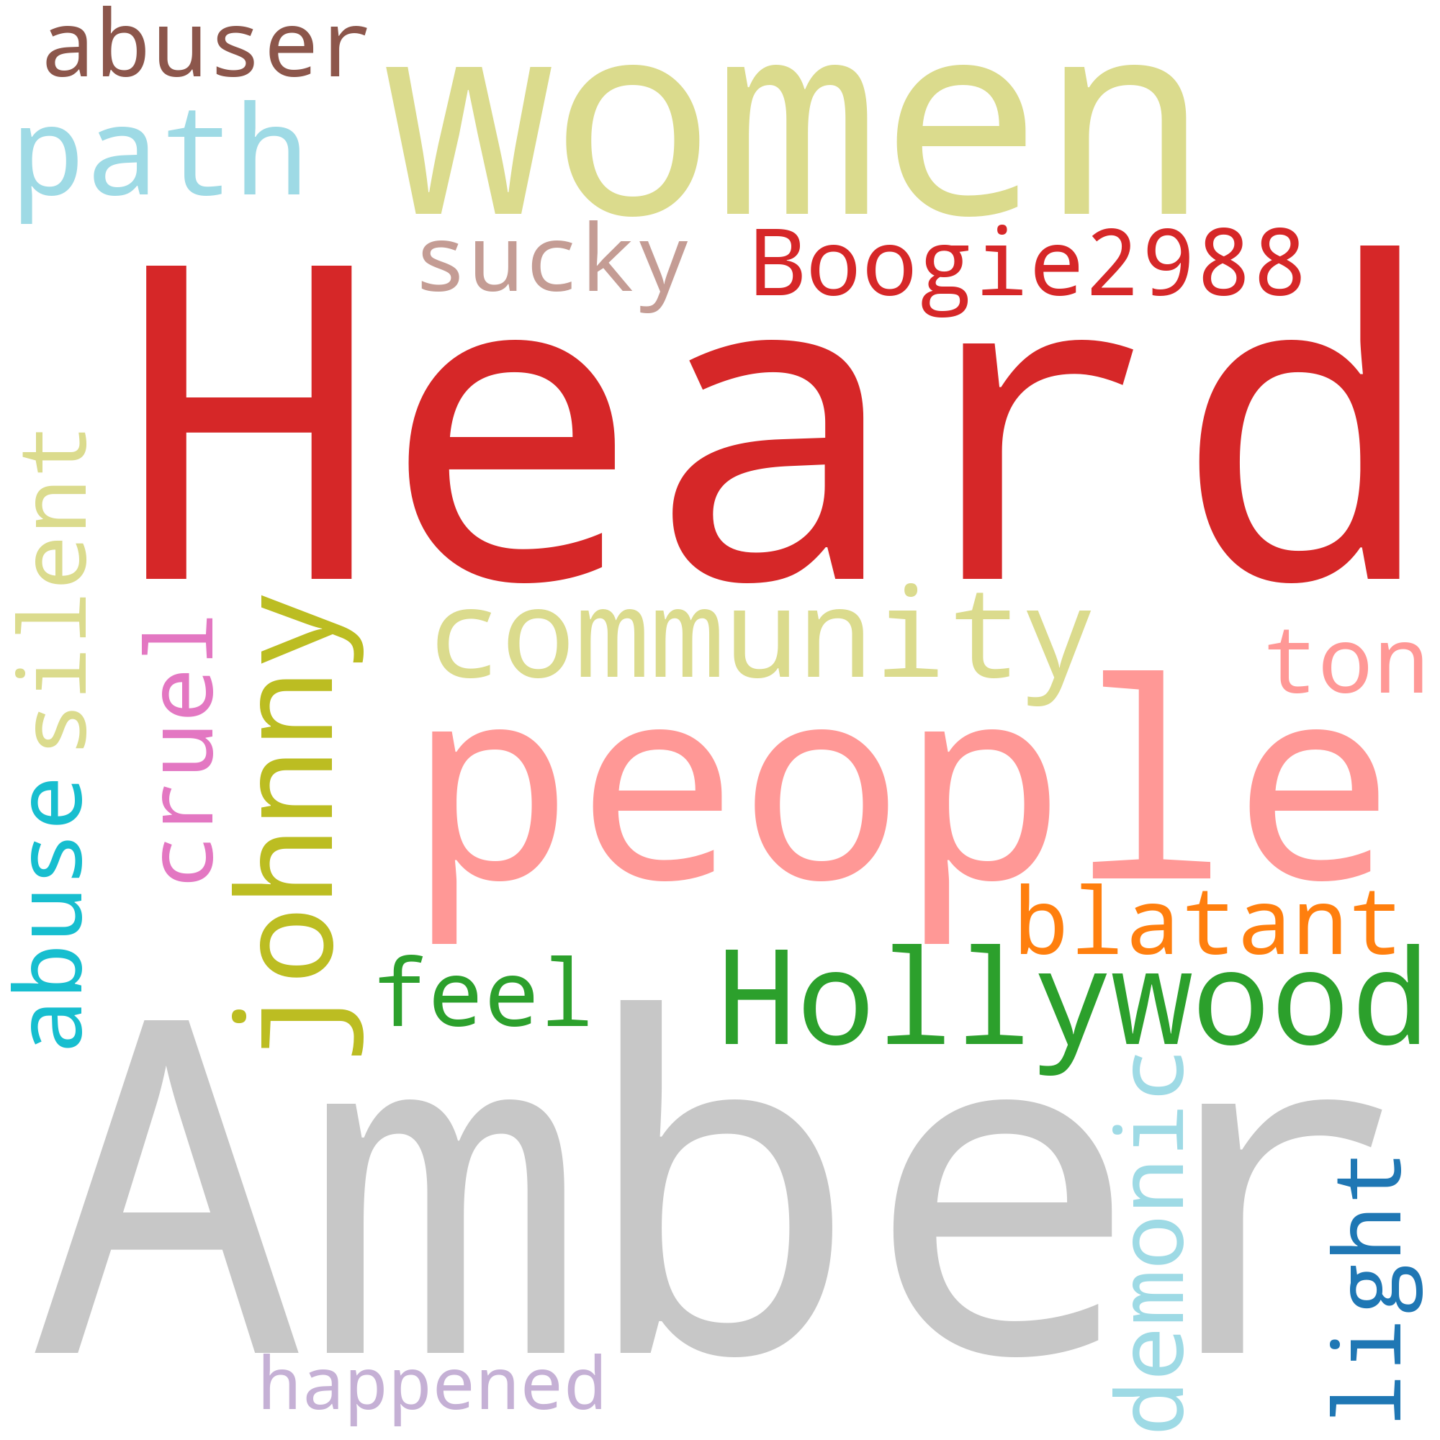 abuser
women
path
sucky
Boogie2988
Heard
silent
community
cruel
johnny
ton
people
abuse
blatant
feel
Hollywood
Amber
demonic
light
happened